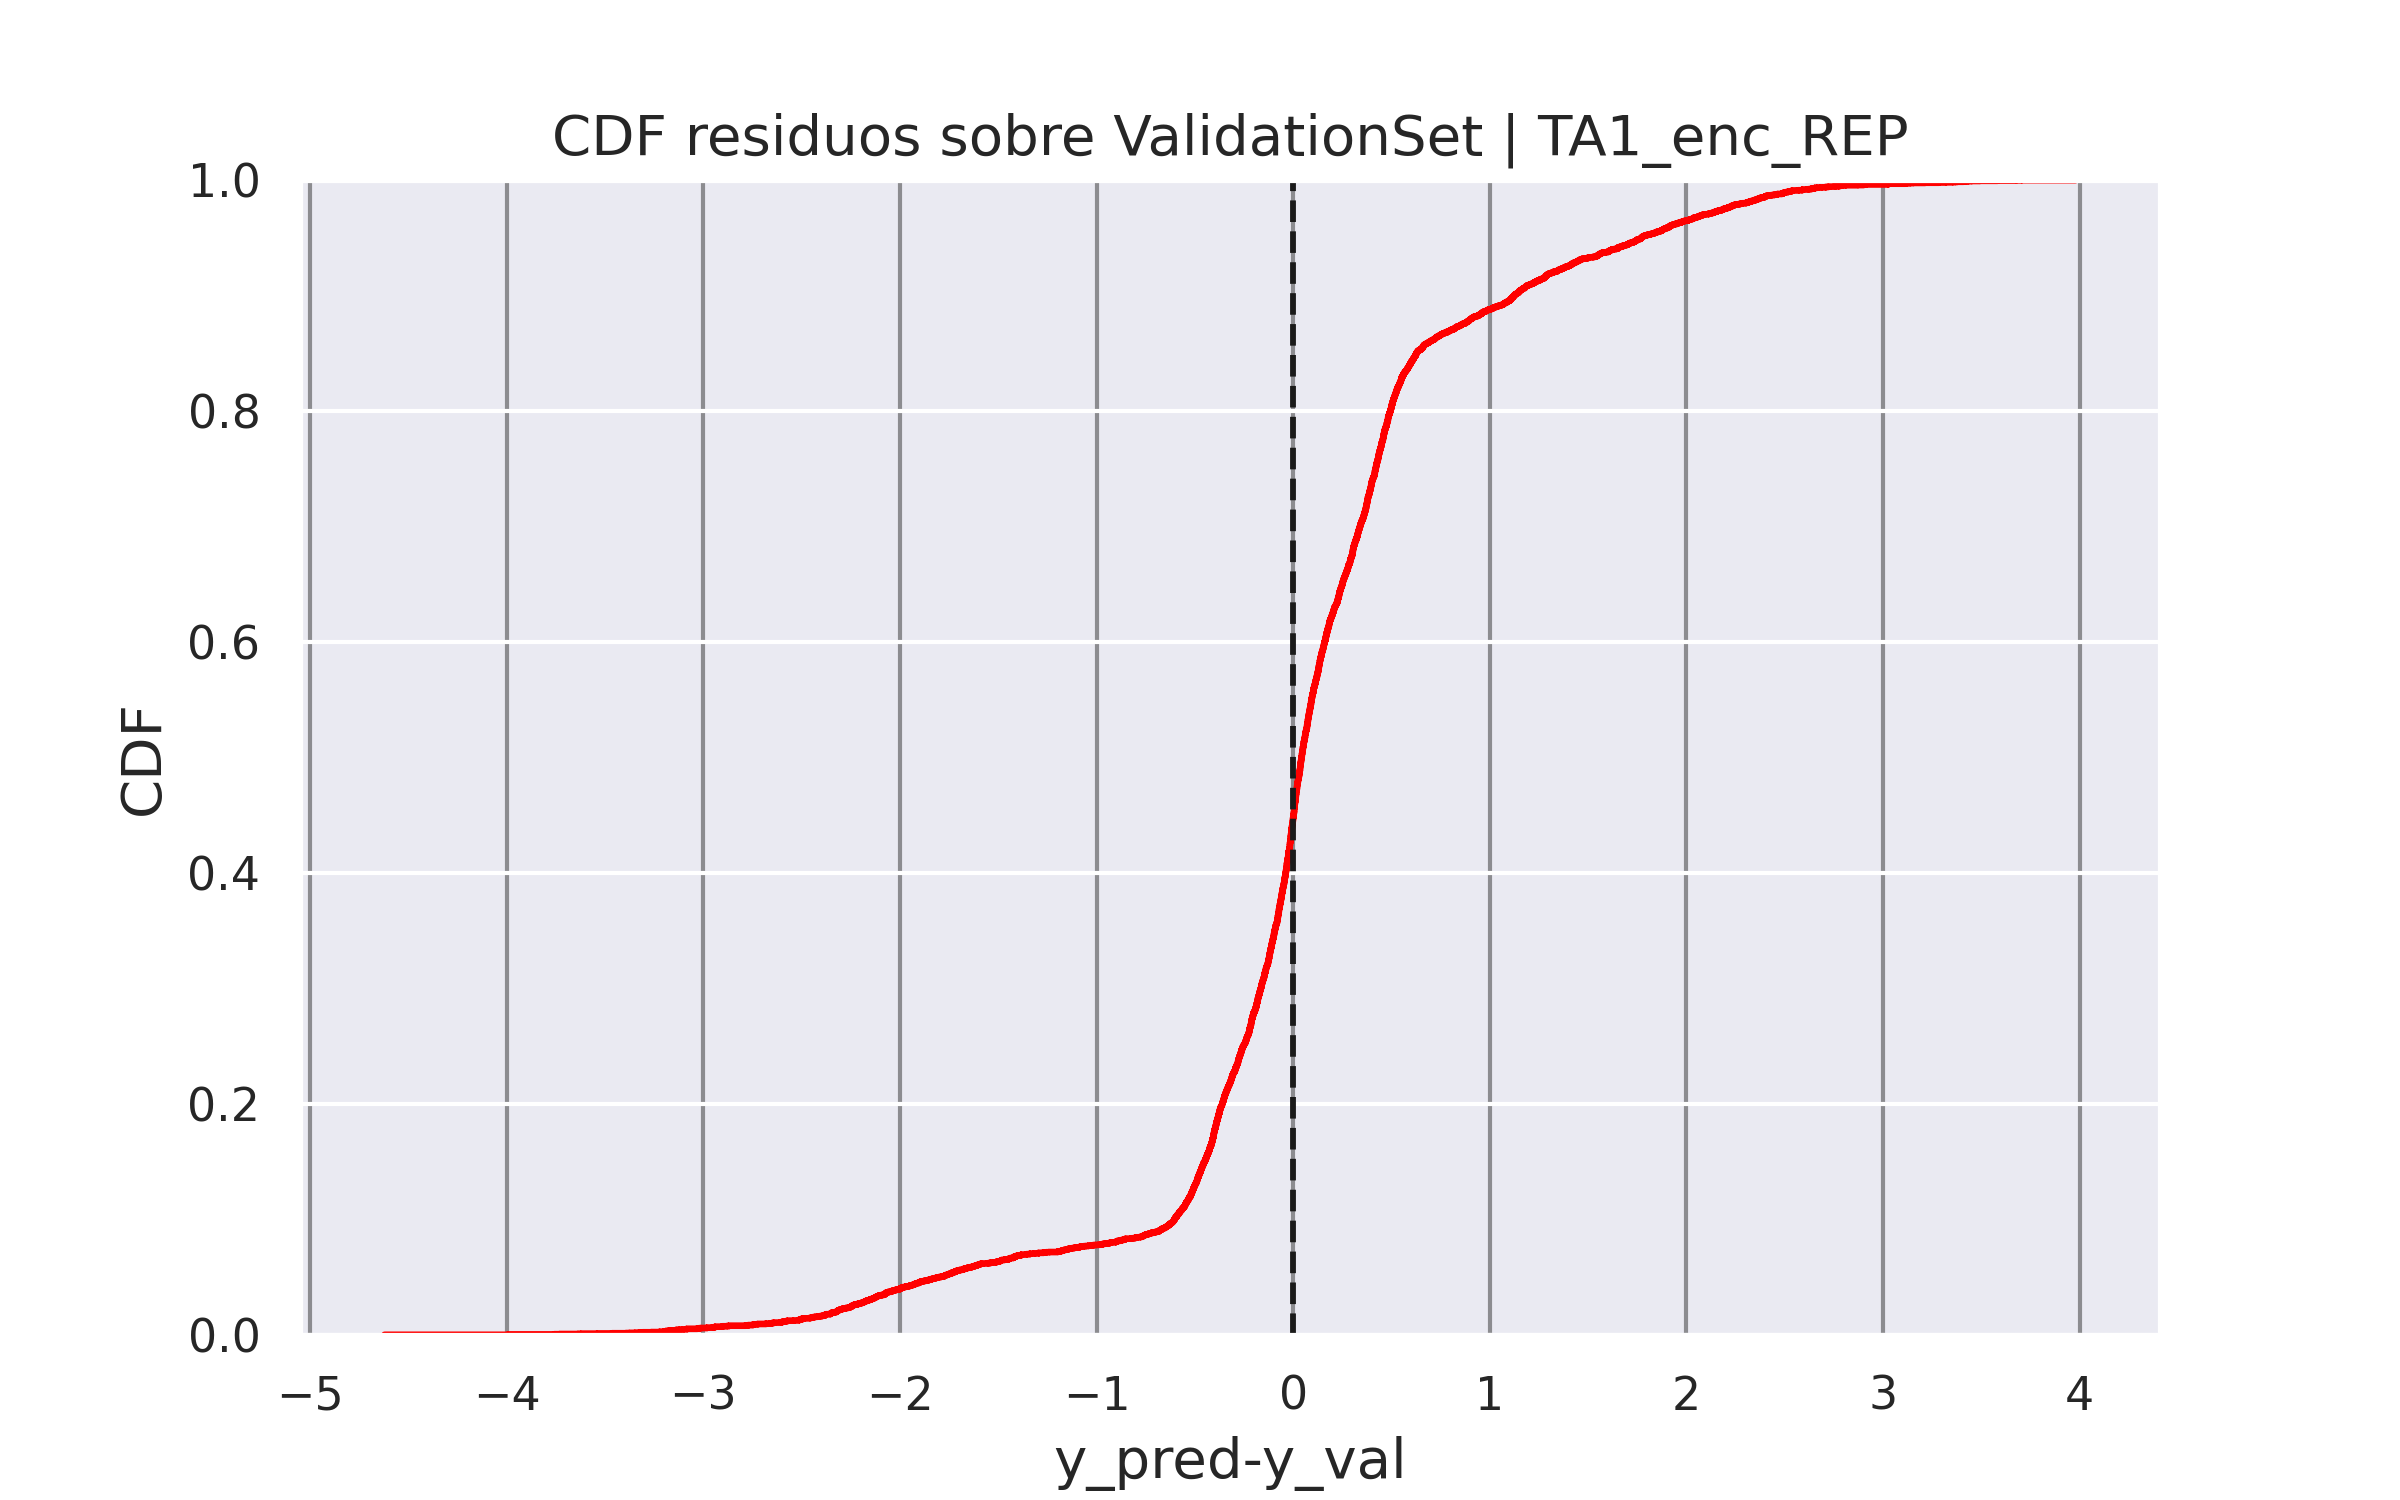 CDF residuos sobre ValidationSet | TA1_enc_REP
1.0
0.8
0.6
0.4
0.2
0.0
CDF
−5 −4 −3 −2 −1 0 1 2 3 4
y_pred-y_val